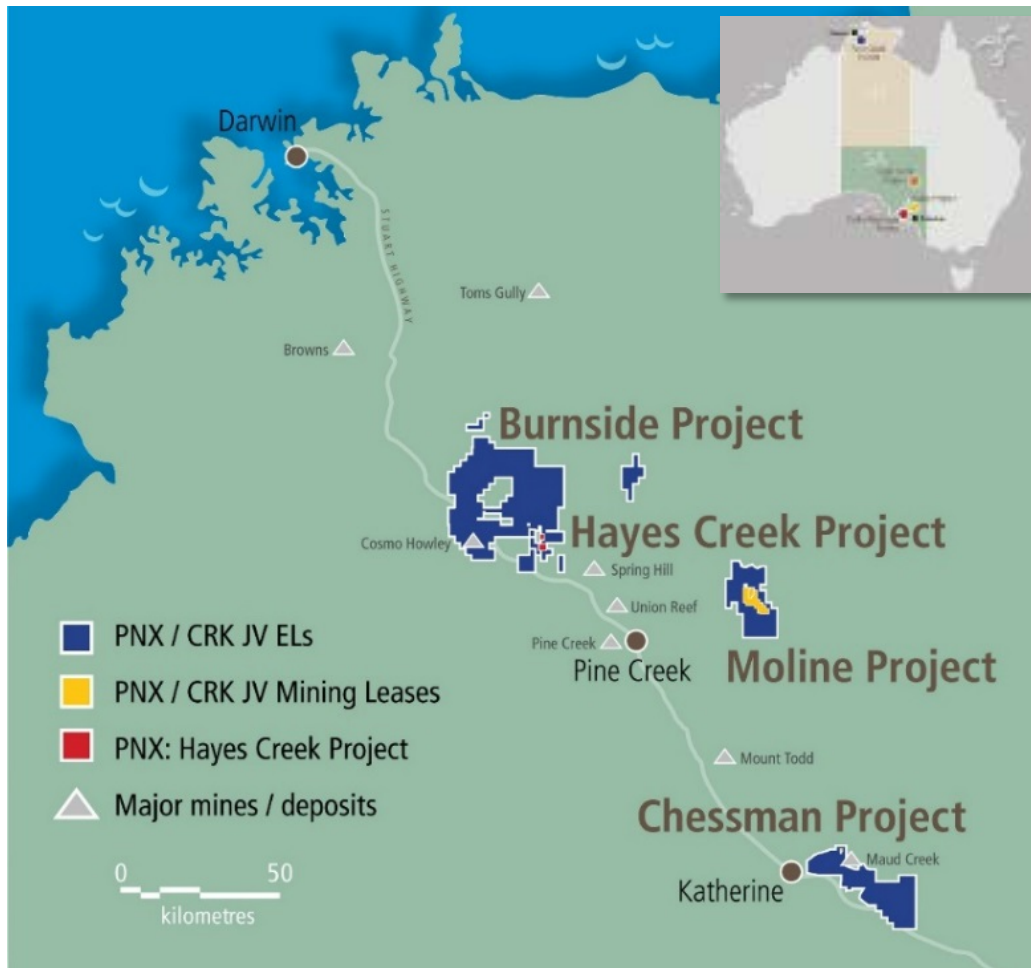 Darwin
STUART HIGHWAY
Toms Gully
Browns
Burnside Project
Hayes Creek Project
Cosmo Howley
Spring Hill
Union Reef
Pine Creek
Pine Creek
Moline Project
Mount Todd
Chessman Project
Maud Creek
Katherine
PNX / CRK JV ELs
PNX / CRK JV Mining Leases
PNX: Hayes Creek Project
Major mines / deposits
0 50
kilometres